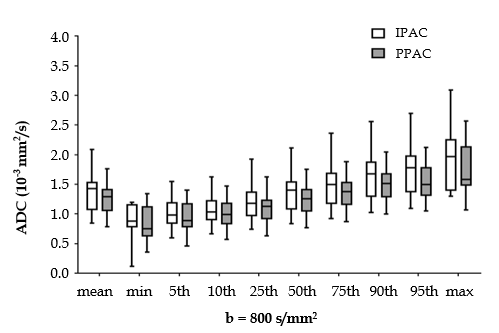 IPAC
PPAC
4.0
3.5
3.0
2.5
2.0
1.5
1.0
0.5
0.0
ADC (10⁻³ mm²/s)
mean min 5th 10th 25th 50th 75th 90th 95th max
b = 800 s/mm²